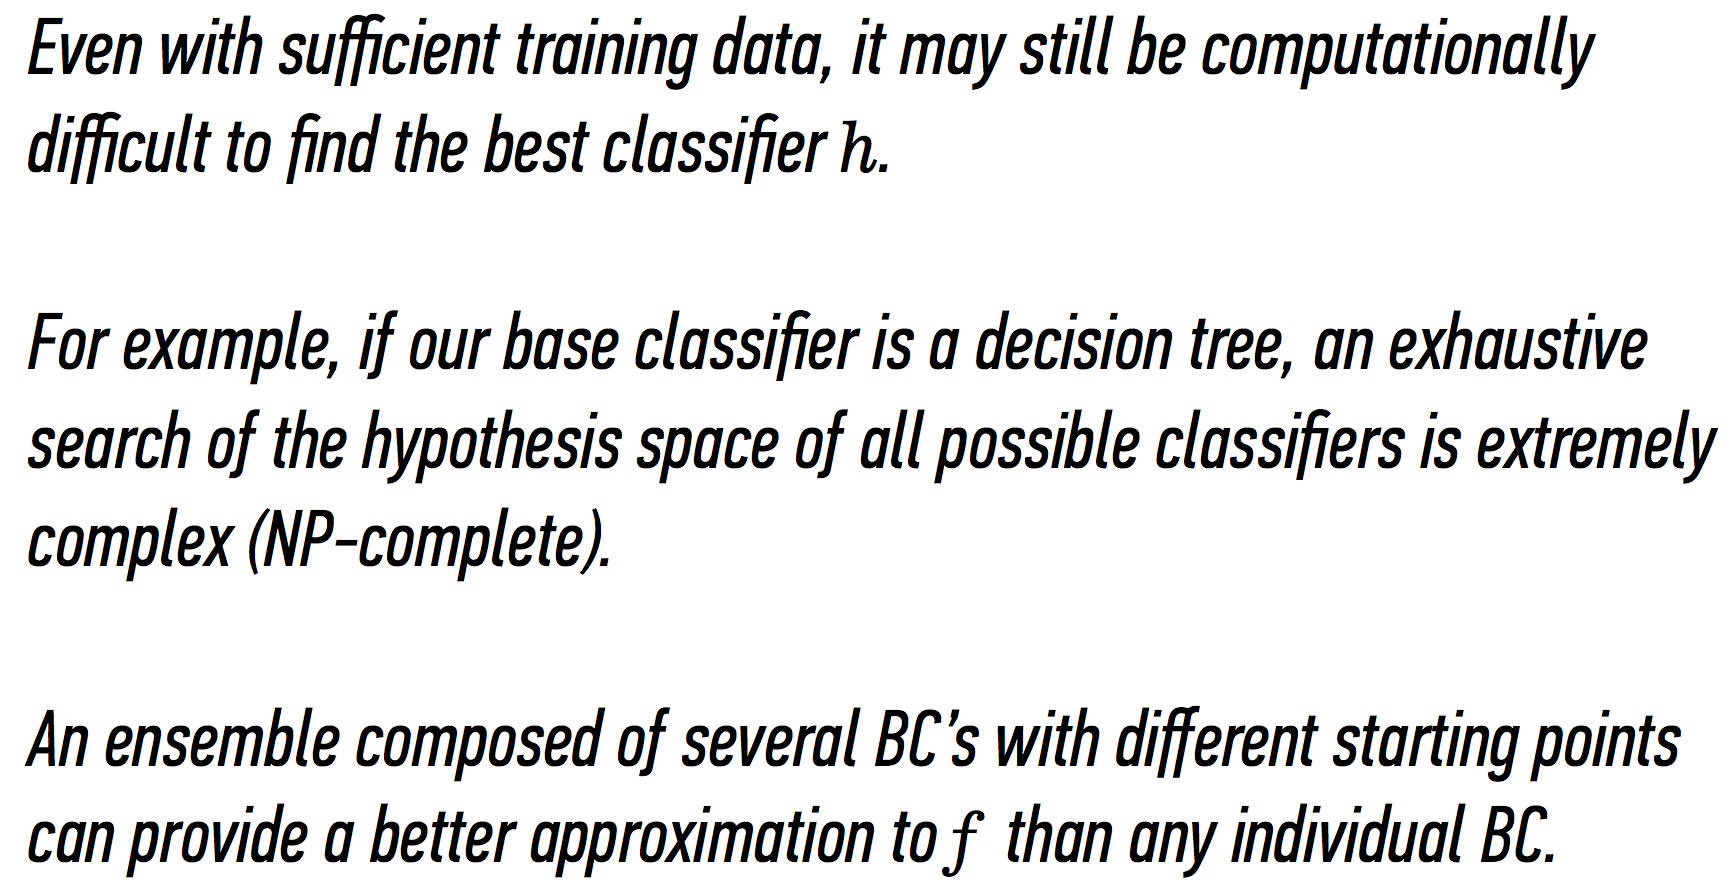 Even with sufficient training data, it may still be computationally
difficult to find the best classifier h.
For example, if our base classifier is a decision tree, an exhaustive
search of the hypothesis space of all possible classifiers is extremely
complex (NP-complete).
An ensemble composed of several BC’s with different starting points
can provide a better approximation to f than any individual BC.